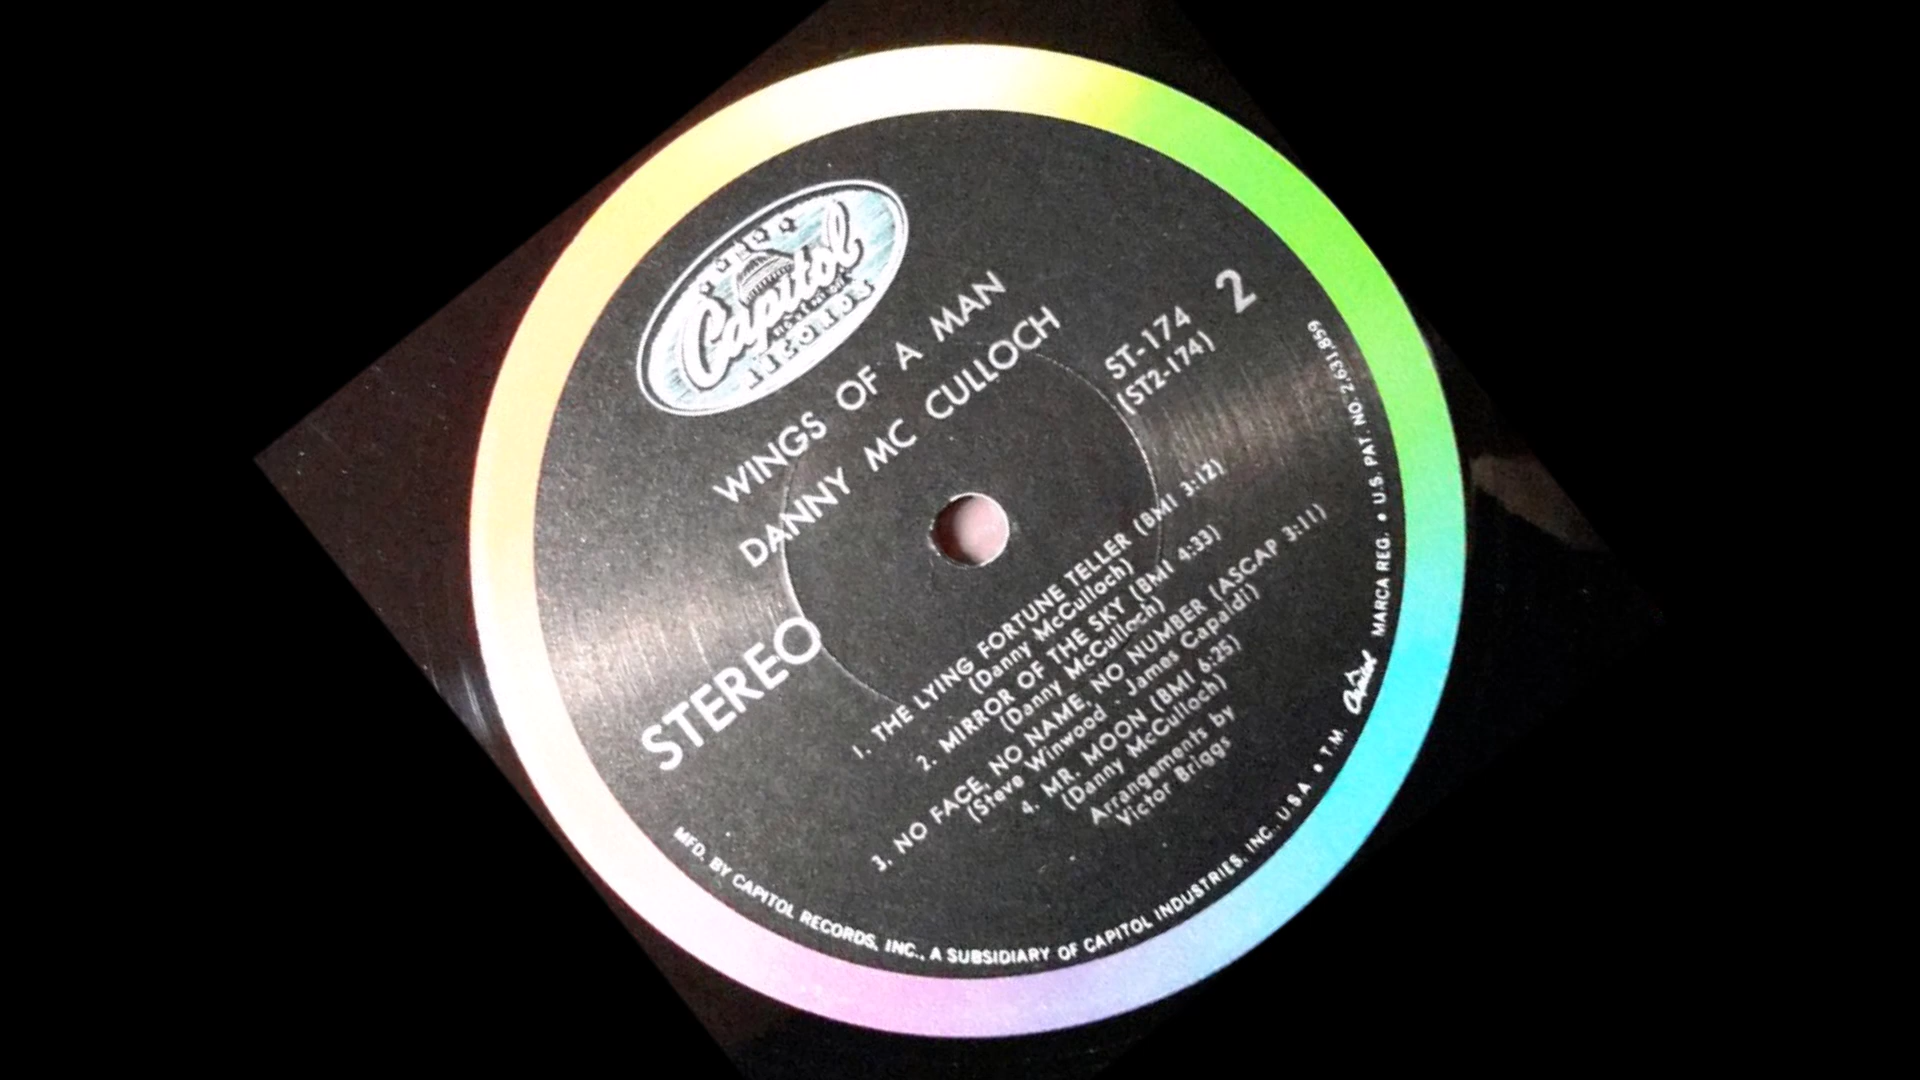 Capitol
RECORDS
WINGS OF A MAN
DANNY MC CULLOCH
ST-174
(ST2-174)
2
STEREO
1. THE LYING FORTUNE TELLER (BMI 3:12)
(Danny McCulloch)
2. MIRROR OF THE SKY (BMI 4:33)
(Danny McCulloch)
3. NO FACE, NO NAME, NO NUMBER (ASCAP 3:11)
(Steve Winwood - James Capaldi)
4. MR. MOON (BMI 6:25)
(Danny McCulloch)
Arrangements by
Victor Briggs
MFD. BY CAPITOL RECORDS, INC., A SUBSIDIARY OF CAPITOL INDUSTRIES, INC., U.S.A. • T.M. Capitol MARCA REG. • U.S. PAT. NO. 2,631,859